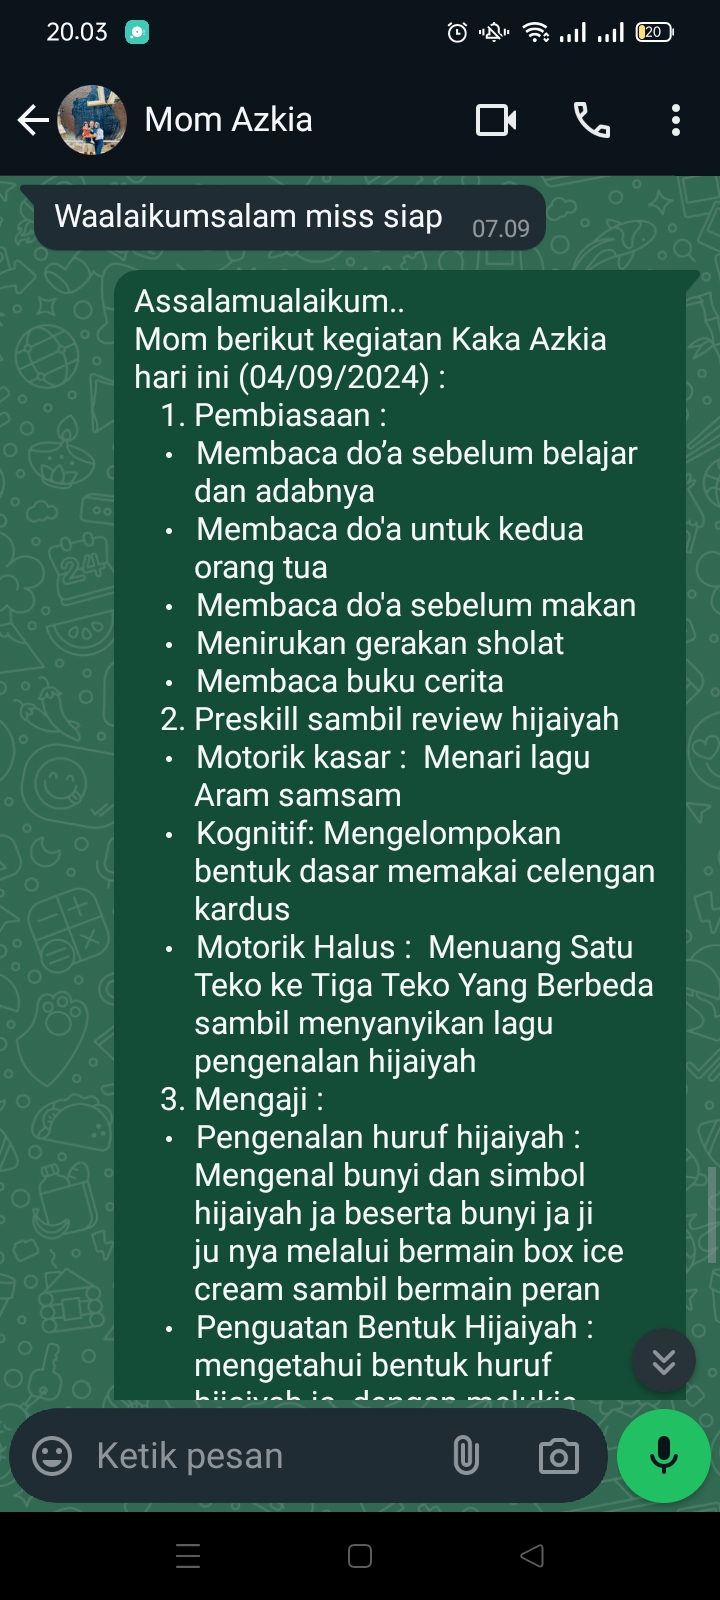 20.03
20
Mom Azkia
Waalaikumsalam miss siap 07.09
Assalamualaikum..
Mom berikut kegiatan Kaka Azkia
hari ini (04/09/2024) :
1. Pembiasaan :
• Membaca do’a sebelum belajar
dan adabnya
• Membaca do'a untuk kedua
orang tua
• Membaca do'a sebelum makan
• Menirukan gerakan sholat
• Membaca buku cerita
2. Preskill sambil review hijaiyah
• Motorik kasar : Menari lagu
Aram samsam
• Kognitif: Mengelompokan
bentuk dasar memakai celengan
kardus
• Motorik Halus : Menuang Satu
Teko ke Tiga Teko Yang Berbeda
sambil menyanyikan lagu
pengenalan hijaiyah
3. Mengaji :
• Pengenalan huruf hijaiyah :
Mengenal bunyi dan simbol
hijaiyah ja beserta bunyi ja ji
ju nya melalui bermain box ice
cream sambil bermain peran
• Penguatan Bentuk Hijaiyah :
mengetahui bentuk huruf
hijaiyah ja dengan melukis
Ketik pesan